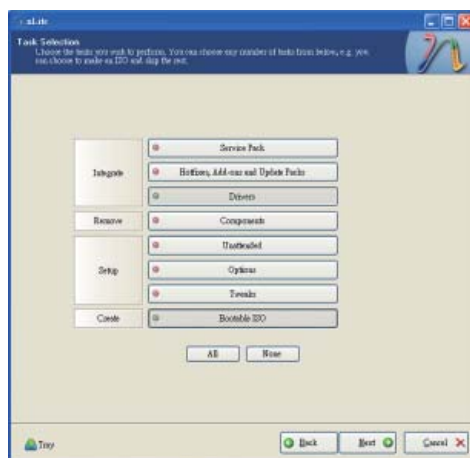 nLite
Task Selection
Choose the tasks you wish to perform. You can choose any number of tasks from below, e.g. you
can choose to make an ISO and skip the rest.
Integrate
Service Pack
Hotfixes, Add-ons and Update Packs
Drivers
Remove
Components
Setup
Unattended
Options
Tweaks
Create
Bootable ISO
All
None
Tray
Back
Next
Cancel